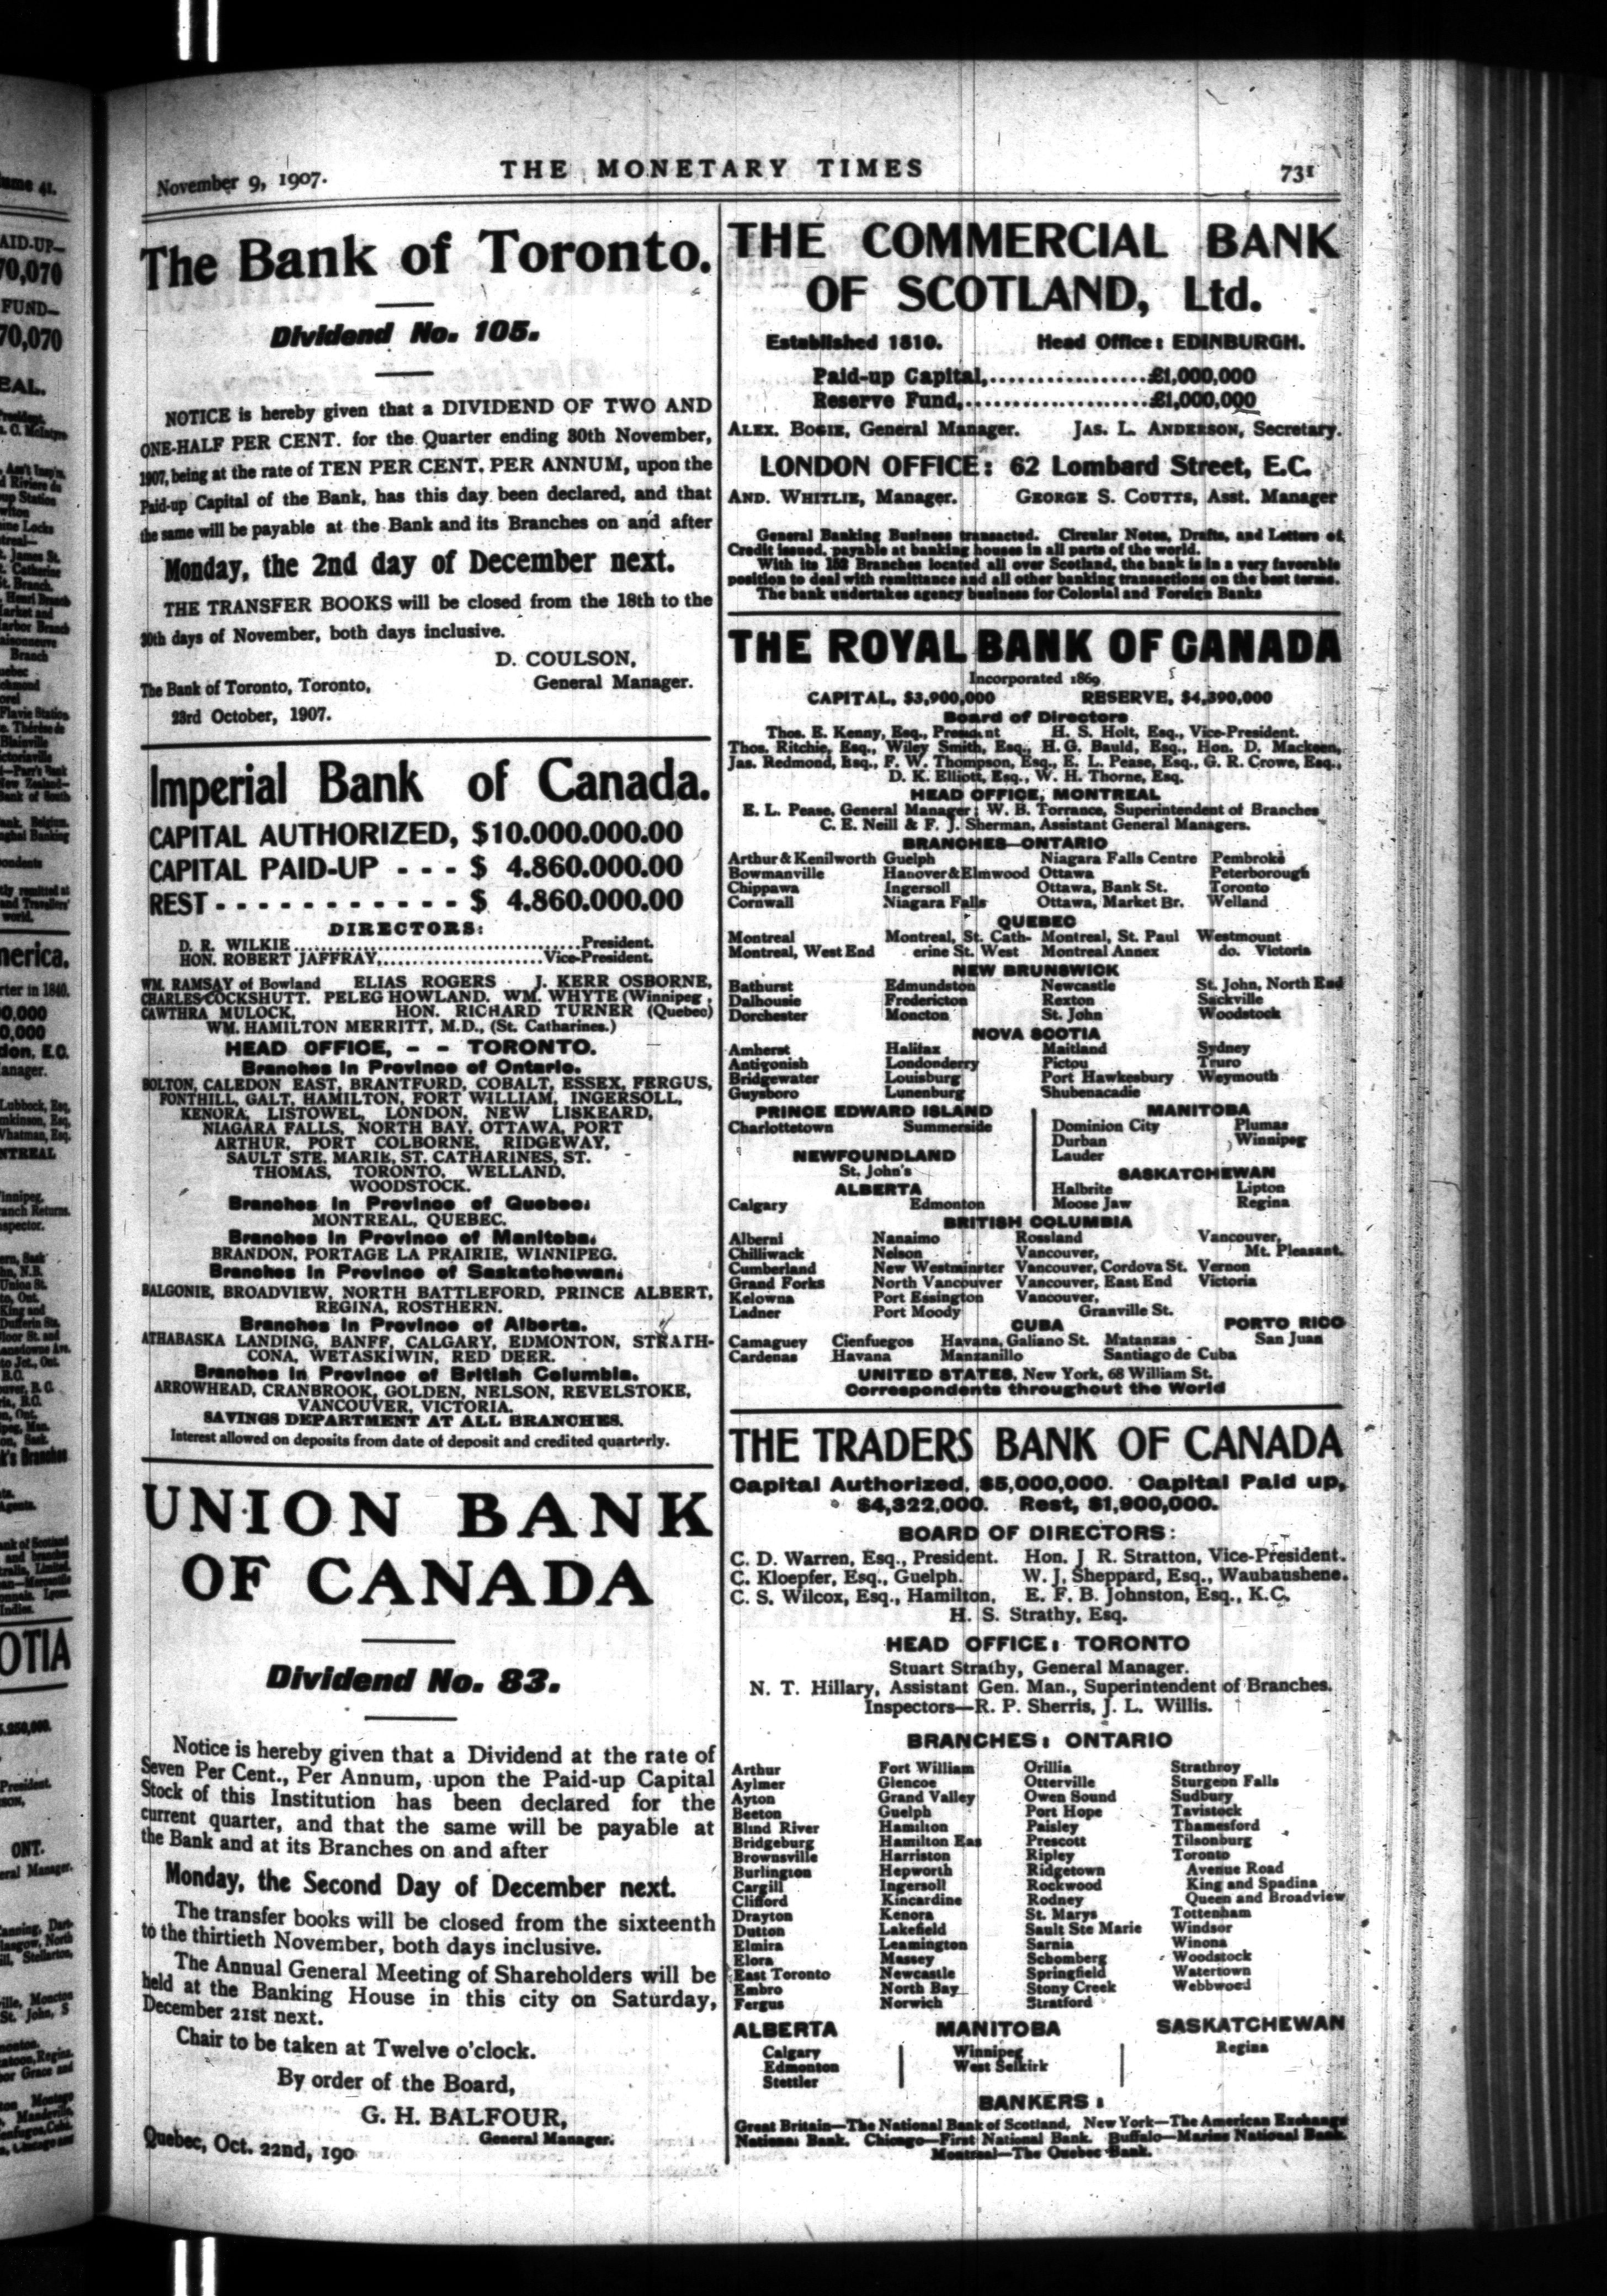 November 9, 1907.
THE MONETARY TIMES
731
The Bank of Toronto.
Dividend No. 105.
NOTICE is hereby given that a DIVIDEND OF TWO AND
ONE-HALF PER CENT. for the Quarter ending 30th November,
1907, being at the rate of TEN PER CENT. PER ANNUM, upon the
Paid-up Capital of the Bank, has this day been declared, and that
the same will be payable at the Bank and its Branches on and after
Monday, the 2nd day of December next.
THE TRANSFER BOOKS will be closed from the 18th to the
30th days of November, both days inclusive.
D. COULSON,
General Manager.
The Bank of Toronto, Toronto,
23rd October, 1907.
Imperial Bank of Canada.
CAPITAL AUTHORIZED, $10.000.000.00
CAPITAL PAID-UP - - - $ 4.860.000.00
REST - - - - - - - - - - - $ 4.860.000.00
DIRECTORS:
D. R. WILKIE......................................President.
HON. ROBERT JAFFRAY,.....................Vice-President.
WM. RAMSAY of Bowland ELIAS ROGERS J. KERR OSBORNE,
CHARLES COCKSHUTT. PELEG HOWLAND. WM. WHYTE (Winnipeg,
CAWTHRA MULOCK, HON. RICHARD TURNER (Quebec)
WM. HAMILTON MERRITT, M.D., (St. Catharines.)
HEAD OFFICE, - - TORONTO.
Branches in Province of Ontario.
BOLTON, CALEDON EAST, BRANTFORD, COBALT, ESSEX, FERGUS,
FONTHILL, GALT, HAMILTON, FORT WILLIAM, INGERSOLL,
KENORA, LISTOWEL, LONDON, NEW LISKEARD,
NIAGARA FALLS, NORTH BAY, OTTAWA, PORT
ARTHUR, PORT COLBORNE, RIDGEWAY,
SAULT STE. MARIE, ST. CATHARINES, ST.
THOMAS, TORONTO, WELLAND,
WOODSTOCK.
Branches in Province of Quebec.
MONTREAL, QUEBEC.
Branches in Province of Manitoba.
BRANDON, PORTAGE LA PRAIRIE, WINNIPEG.
Branches in Province of Saskatchewan.
BALGONIE, BROADVIEW, NORTH BATTLEFORD, PRINCE ALBERT,
REGINA, ROSTHERN.
Branches in Province of Alberta.
ATHABASKA LANDING, BANFF, CALGARY, EDMONTON, STRATH-
CONA, WETASKIWIN, RED DEER.
Branches in Province of British Columbia.
ARROWHEAD, CRANBROOK, GOLDEN, NELSON, REVELSTOKE,
VANCOUVER, VICTORIA.
SAVINGS DEPARTMENT AT ALL BRANCHES.
Interest allowed on deposits from date of deposit and credited quarterly.
UNION BANK
OF CANADA
Dividend No. 83.
Notice is hereby given that a Dividend at the rate of
Seven Per Cent., Per Annum, upon the Paid-up Capital
Stock of this Institution has been declared for the
current quarter, and that the same will be payable at
the Bank and at its Branches on and after
Monday, the Second Day of December next.
The transfer books will be closed from the sixteenth
to the thirtieth November, both days inclusive.
The Annual General Meeting of Shareholders will be
held at the Banking House in this city on Saturday,
December 21st next.
Chair to be taken at Twelve o'clock.
By order of the Board,
G. H. BALFOUR,
General Manager.
Quebec, Oct. 22nd, 190
THE COMMERCIAL BANK
OF SCOTLAND, Ltd.
Established 1810. Head Office: EDINBURGH.
Paid-up Capital,.................£1,000,000
Reserve Fund,....................£1,000,000
ALEX. BOGIE, General Manager. JAS. L. ANDERSON, Secretary.
LONDON OFFICE: 62 Lombard Street, E.C.
AND. WHITLIE, Manager. GEORGE S. COUTTS, Asst. Manager
General Banking Business transacted. Circular Notes, Drafts, and Letters of
Credit issued, payable at banking houses in all parts of the world.
With its Branches located all over Scotland, the bank is in a very favorable
position to deal with remittance and all other banking transactions on the best terms.
The bank undertakes agency business for Colonial and Foreign Banks
THE ROYAL BANK OF CANADA
Incorporated 1869
CAPITAL, $3,900,000 RESERVE, $4,390,000
Board of Directors
Thos. E. Kenny, Esq., President H. S. Holt, Esq., Vice-President.
Thos. Ritchie, Esq., Wiley Smith, Esq., H. G. Bauld, Esq., Hon. D. Mackeen,
Jas. Redmond, Esq., F. W. Thompson, Esq., E. L. Pease, Esq., G. R. Crowe, Esq.,
D. K. Elliott, Esq., W. H. Thorne, Esq.
HEAD OFFICE, MONTREAL
E. L. Pease, General Manager; W. B. Torrance, Superintendent of Branches
C. E. Neill & F. J. Sherman, Assistant General Managers.
BRANCHES—ONTARIO
Arthur & Kenilworth Guelph Niagara Falls Centre Pembroke
Bowmanville Hanover & Elmwood Ottawa Peterborough
Chippawa Ingersoll Ottawa, Bank St. Toronto
Cornwall Niagara Falls Ottawa, Market Br. Welland
QUEBEC
Montreal Montreal, St. Cath- Montreal, St. Paul Westmount
Montreal, West End erine St. West Montreal Annex do. Victoria
NEW BRUNSWICK
Bathurst Edmundston Newcastle St. John, North End
Dalhousie Fredericton Rexton Sackville
Dorchester Moncton St. John Woodstock
NOVA SCOTIA
Amherst Halifax Maitland Sydney
Antigonish Londonderry Pictou Truro
Bridgewater Louisburg Port Hawkesbury Weymouth
Guysboro Lunenburg Shubenacadie
PRINCE EDWARD ISLAND
Charlottetown Summerside
NEWFOUNDLAND
St. John's
ALBERTA
Calgary Edmonton
MANITOBA
Dominion City Plumas
Durban Winnipeg
Lauder
SASKATCHEWAN
Halbrite Lipton
Moose Jaw Regina
BRITISH COLUMBIA
Alberni Nanaimo Rossland Vancouver,
Chilliwack Nelson Vancouver, Mt. Pleasant.
Cumberland New Westminster Vancouver, Cordova St. Vernon
Grand Forks North Vancouver Vancouver, East End Victoria
Kelowna Port Essington Vancouver,
Ladner Port Moody Granville St.
CUBA PORTO RICO
Camaguey Cienfuegos Havana, Galiano St. Matanzas San Juan
Cardenas Havana Manzanillo Santiago de Cuba
UNITED STATES, New York, 68 William St.
Correspondents throughout the World
THE TRADERS BANK OF CANADA
Capital Authorized, $5,000,000. Capital Paid up,
$4,322,000. Rest, $1,900,000.
BOARD OF DIRECTORS:
C. D. Warren, Esq., President. Hon. J R. Stratton, Vice-President.
C. Kloepfer, Esq., Guelph. W. J. Sheppard, Esq., Waubaushene.
C. S. Wilcox, Esq., Hamilton, E. F. B. Johnston, Esq., K.C.
H. S. Strathy, Esq.
HEAD OFFICE: TORONTO
Stuart Strathy, General Manager.
N. T. Hillary, Assistant Gen. Man., Superintendent of Branches.
Inspectors—R. P. Sherris, J. L. Willis.
BRANCHES: ONTARIO
Arthur Fort William Orillia Strathroy
Aylmer Glencoe Otterville Sturgeon Falls
Ayton Grand Valley Owen Sound Sudbury
Beeton Guelph Port Hope Tavistock
Blind River Hamilton Paisley Thamesford
Bridgeburg Hamilton Eas Prescott Tilsonburg
Brownsville Harriston Ripley Toronto
Burlington Hepworth Ridgetown Avenue Road
Cargill Ingersoll Rockwood King and Spadina
Clifford Kincardine Rodney Queen and Broadview
Drayton Kenora St. Marys Tottenham
Dutton Lakefield Sault Ste Marie Windsor
Elmira Leamington Sarnia Winona
Elora Massey Schomberg Woodstock
East Toronto Newcastle Springfield Watertown
Embro North Bay Stony Creek Webbwood
Fergus Norwich Stratford
ALBERTA MANITOBA SASKATCHEWAN
Calgary Winnipeg Regina
Edmonton West Selkirk
Stettler
BANKERS:
Great Britain—The National Bank of Scotland, New York—The American Exchange
National Bank. Chicago—First National Bank. Buffalo—Marine National Bank.
Montreal—The Quebec Bank.